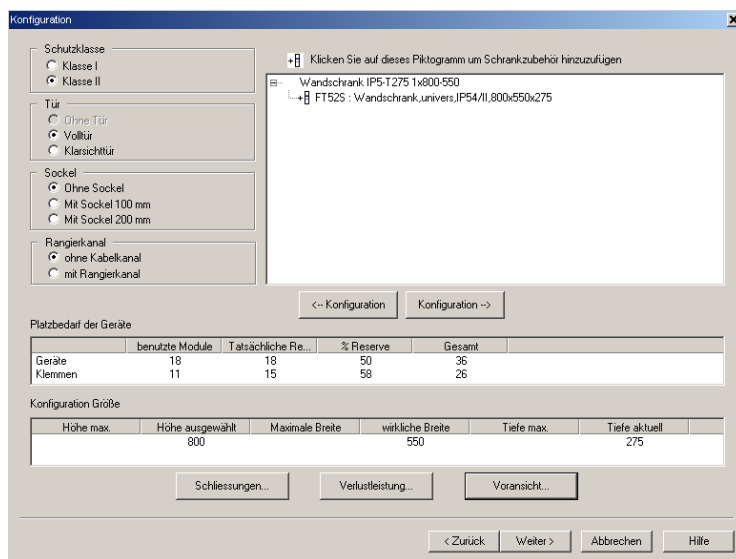 Konfiguration
Schutzklasse
Klasse I
Klasse II
Tür
Ohne Tür
Volltür
Klarsichttür
Sockel
Ohne Sockel
Mit Sockel 100 mm
Mit Sockel 200 mm
Rangierkanal
ohne Kabelkanal
mit Rangierkanal
Klicken Sie auf dieses Piktogramm um Schrankzubehör hinzuzufügen
Wandschrank IP5-T275 1x800-550
FT52S : Wandschrank,univers,IP54/II,800x550x275
<-- Konfiguration Konfiguration -->
Platzbedarf der Geräte
benutzte Module Tatsächliche Re... % Reserve Gesamt
Geräte 18 18 50 36
Klemmen 11 15 58 26
Konfiguration Größe
Höhe max. Höhe ausgewählt Maximale Breite wirkliche Breite Tiefe max. Tiefe aktuell
800 550 275
Schliessungen... Verlustleistung... Voransicht...
< Zurück Weiter > Abbrechen Hilfe